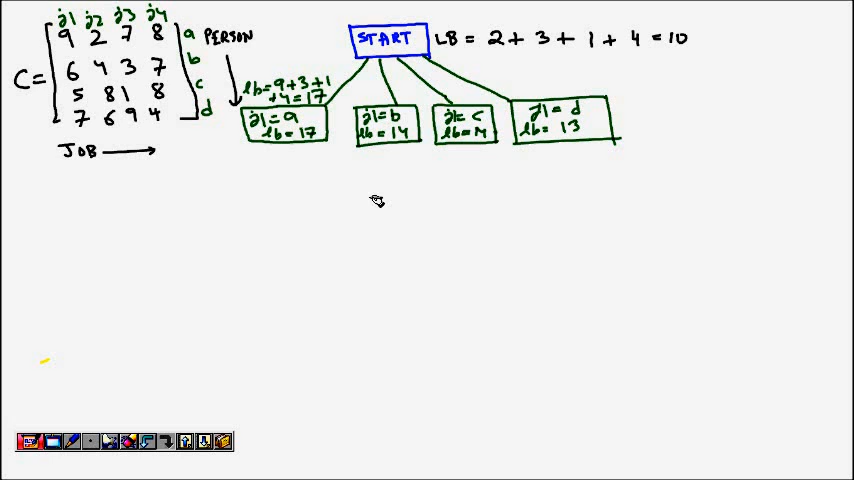 j1 j2 j3 j4
C= 9 2 7 8 a PERSON
6 4 3 7 b
5 8 1 8 c
7 6 9 4 d
JOB
START LB = 2 + 3 + 1 + 4 = 10
lb=9+3+1
+4=17
j1=a
lb=17
j1=b
lb=14
j1=c
lb=
j1=d
lb=13